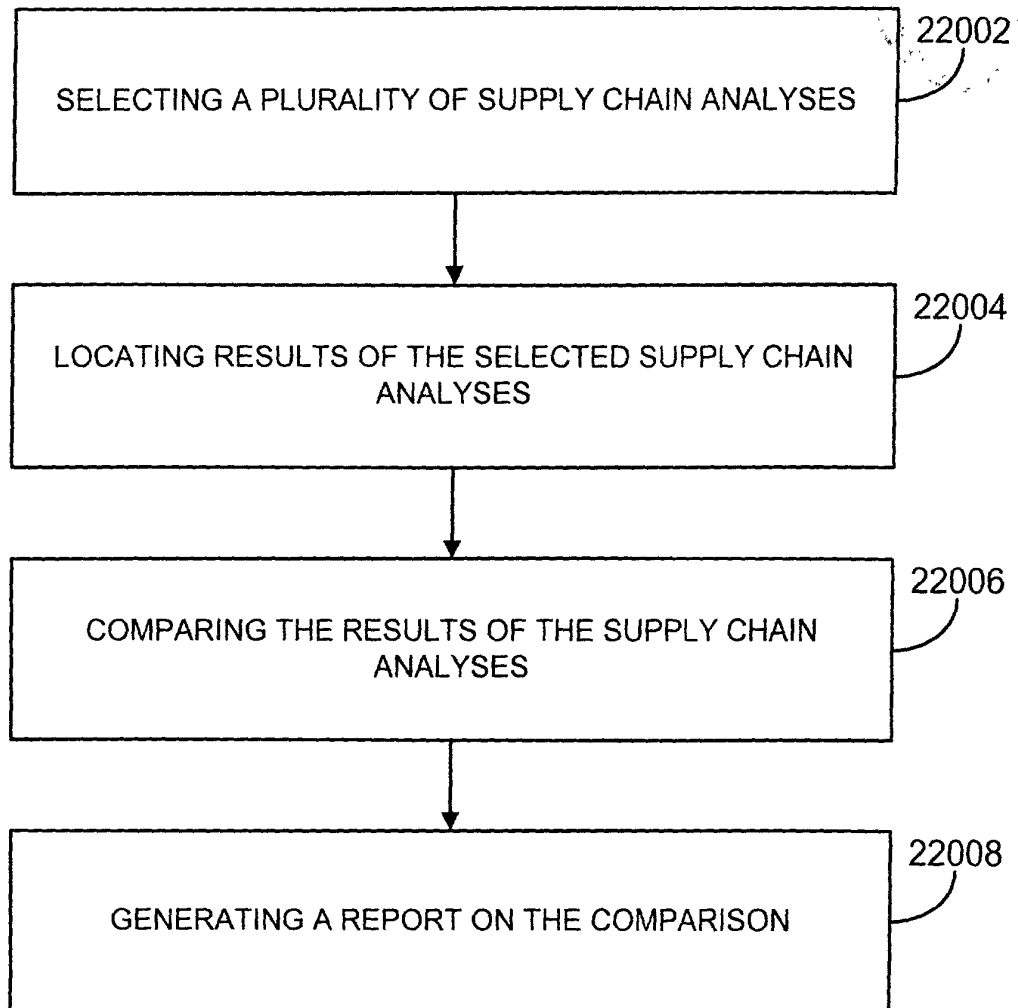 22002
SELECTING A PLURALITY OF SUPPLY CHAIN ANALYSES
22004
LOCATING RESULTS OF THE SELECTED SUPPLY CHAIN
ANALYSES
22006
COMPARING THE RESULTS OF THE SUPPLY CHAIN
ANALYSES
22008
GENERATING A REPORT ON THE COMPARISON